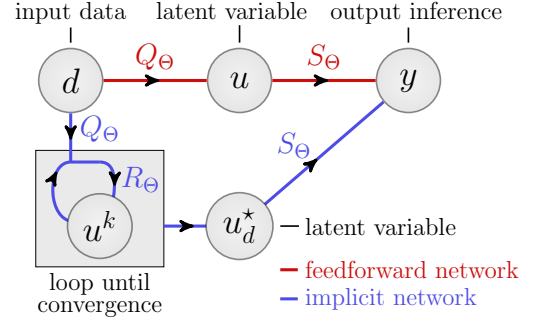 input data
latent variable
output inference
d
Q_Θ
u
S_Θ
y
Q_Θ
S_Θ
R_Θ
u^k
u_d^⋆
latent variable
loop until
convergence
feedforward network
implicit network